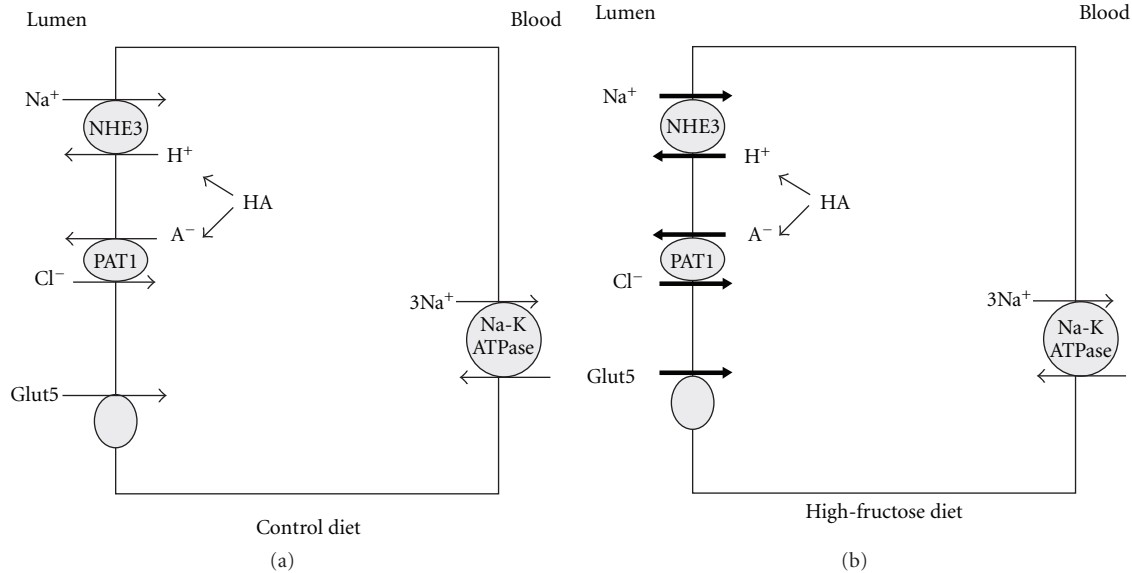 Lumen
Blood
Na⁺
NHE3
H⁺
HA
A⁻
PAT1
Cl⁻
3Na⁺
Na-K
ATPase
Glut5
Control diet
(a)
Lumen
Blood
Na⁺
NHE3
H⁺
HA
A⁻
PAT1
Cl⁻
3Na⁺
Na-K
ATPase
Glut5
High-fructose diet
(b)